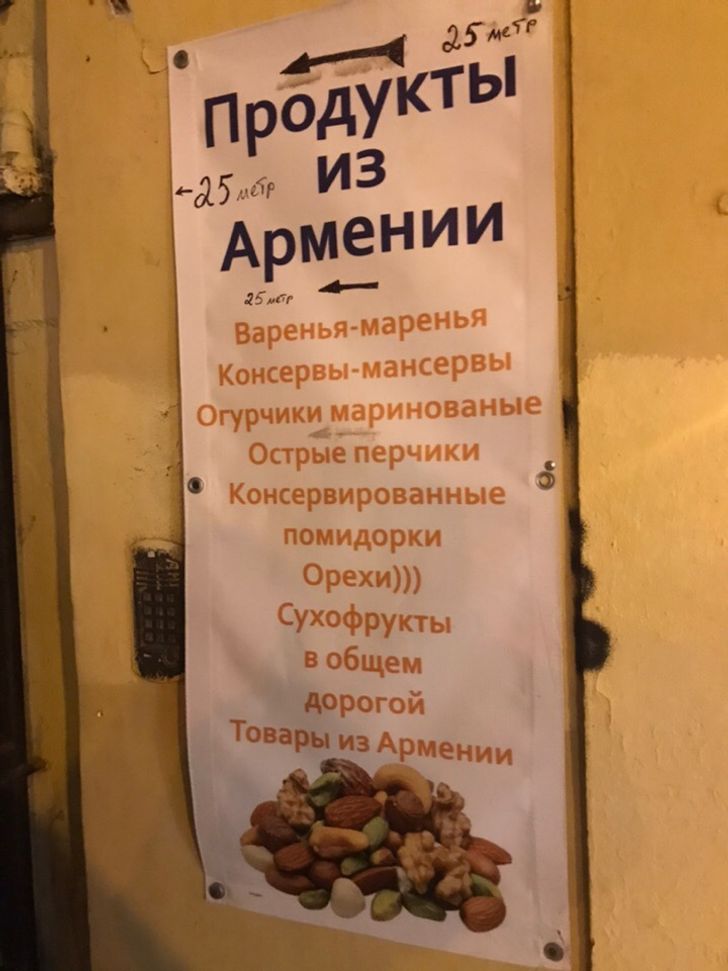 25 метр
Продукты
из
←25 метр
Армении
25 метр
Варенья-маренья
Консервы-мансервы
Огурчики маринованые
Острые перчики
Консервированные
помидорки
Орехи)))
Сухофрукты
в общем
дорогой
Товары из Армении